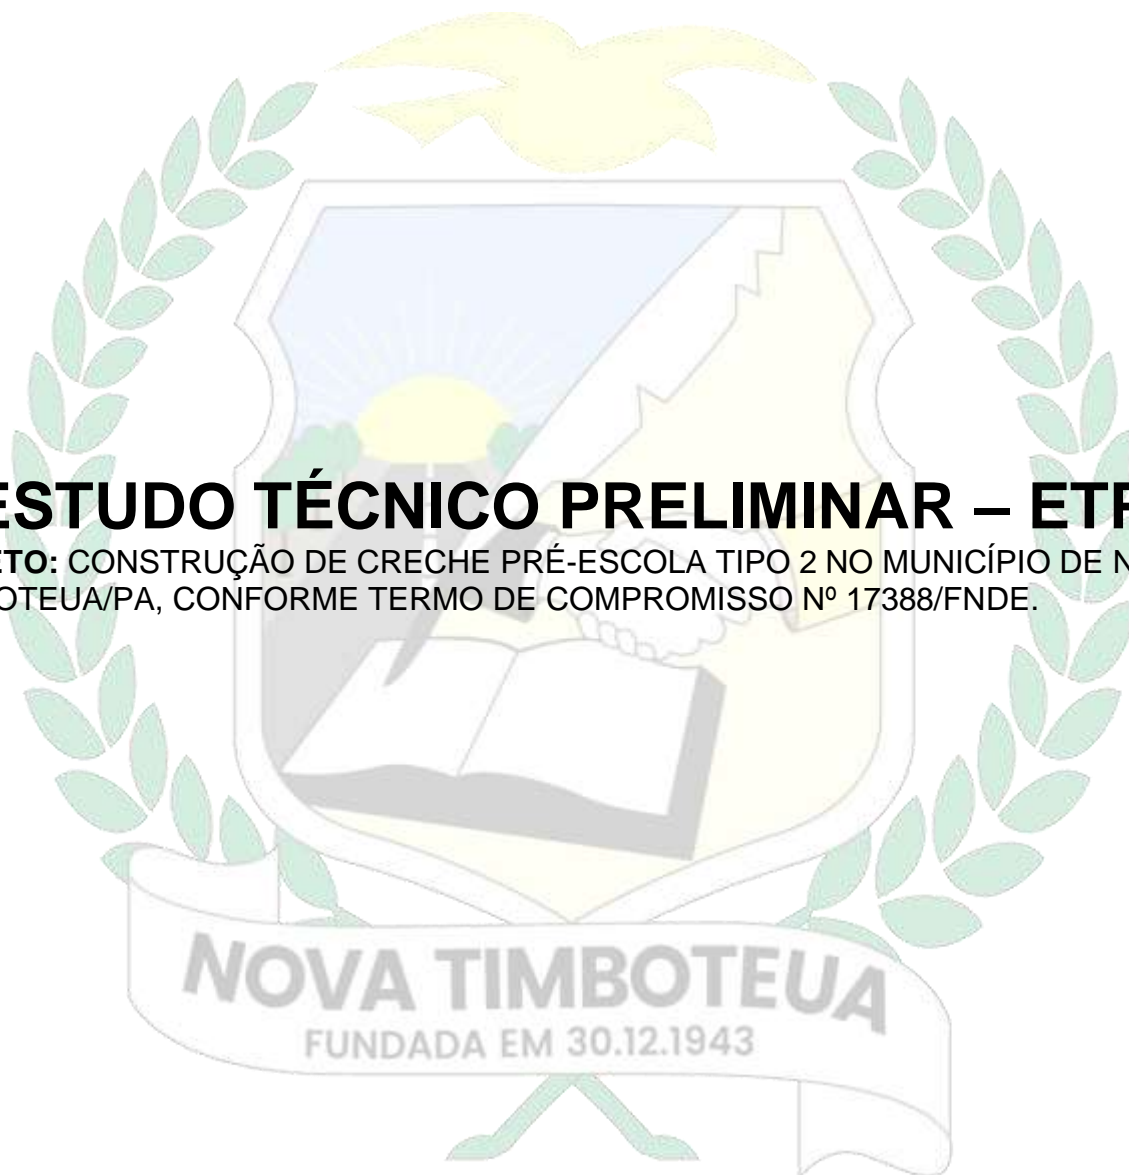 ESTUDO TÉCNICO PRELIMINAR – ETP
ETO: CONSTRUÇÃO DE CRECHE PRÉ-ESCOLA TIPO 2 NO MUNICÍPIO DE N
OTEUA/PA, CONFORME TERMO DE COMPROMISSO Nº 17388/FNDE.
NOVA TIMBOTEUA
FUNDADA EM 30.12.1943